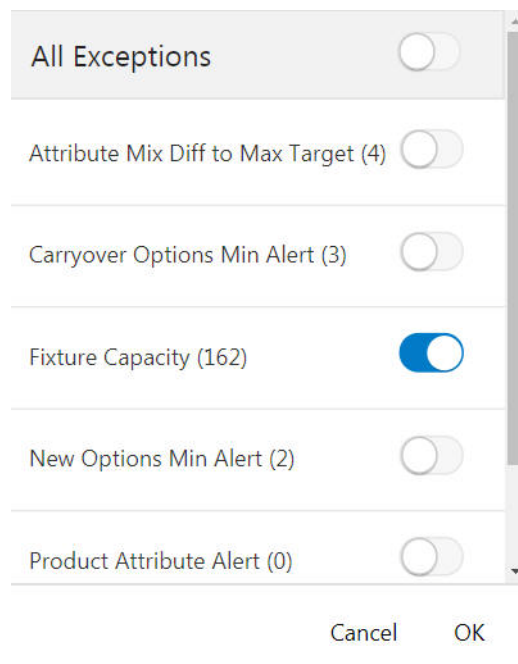 All Exceptions
Attribute Mix Diff to Max Target (4)
Carryover Options Min Alert (3)
Fixture Capacity (162)
New Options Min Alert (2)
Product Attribute Alert (0)
Cancel OK